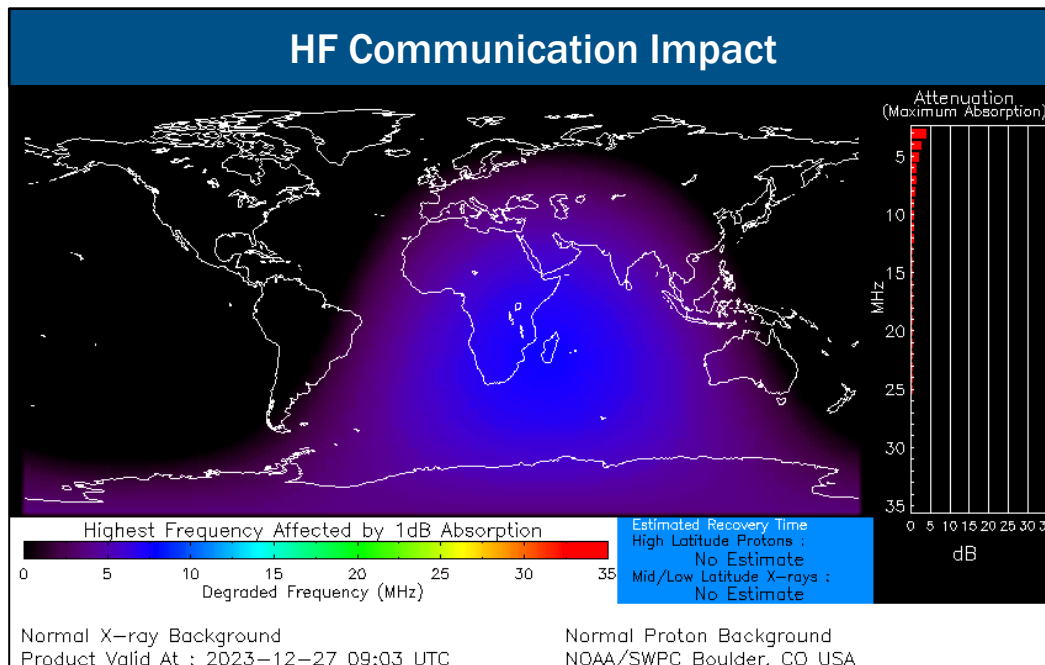 HF Communication Impact
Attenuation
(Maximum Absorption)
5
10
15
20
25
30
35
MHz
0 5 10 15 20 25 30 3
dB
Highest Frequency Affected by 1dB Absorption
0 5 10 15 20 25 30 35
Degraded Frequency (MHz)
Estimated Recovery Time
High Latitude Protons :
No Estimate
Mid/Low Latitude X-rays :
No Estimate
Normal X-ray Background
Product Valid At : 2023-12-27 09:03 UTC
Normal Proton Background
NOAA/SWPC Boulder, CO USA